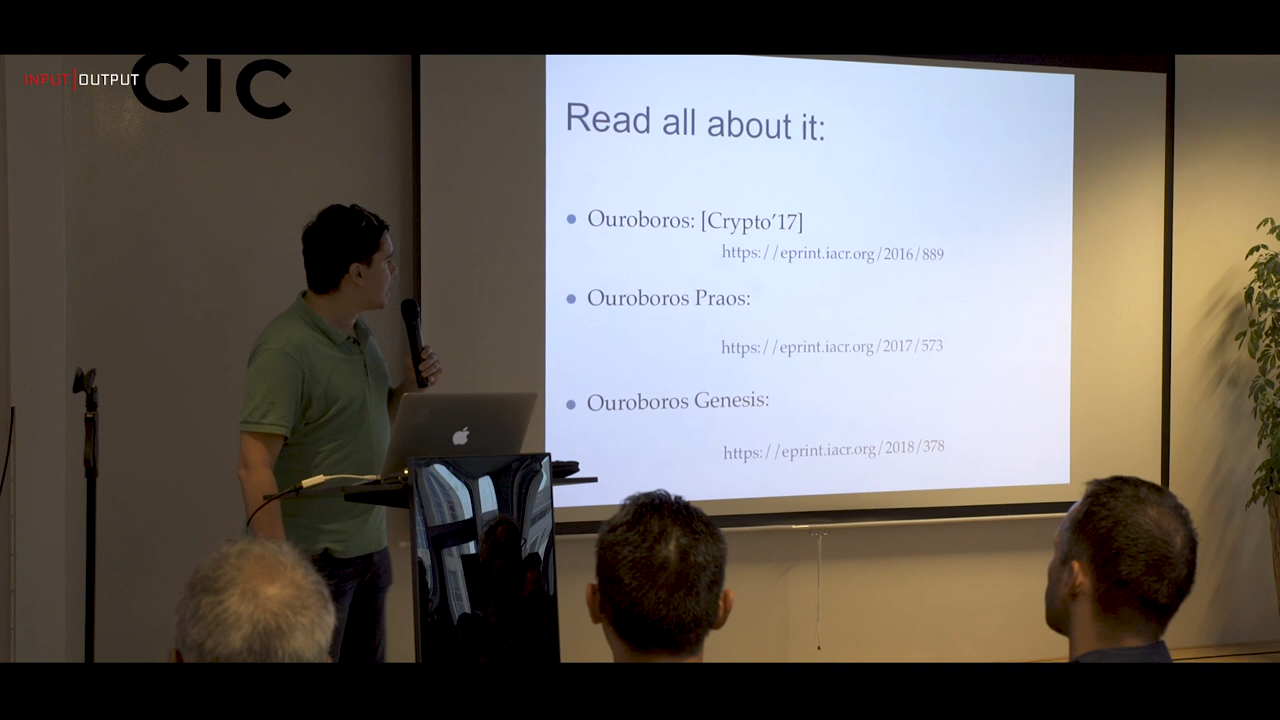 INPUT|OUTPUT
CIC
Read all about it:
Ouroboros: [Crypto'17]
https://eprint.iacr.org/2016/889
Ouroboros Praos:
https://eprint.iacr.org/2017/573
Ouroboros Genesis:
https://eprint.iacr.org/2018/378